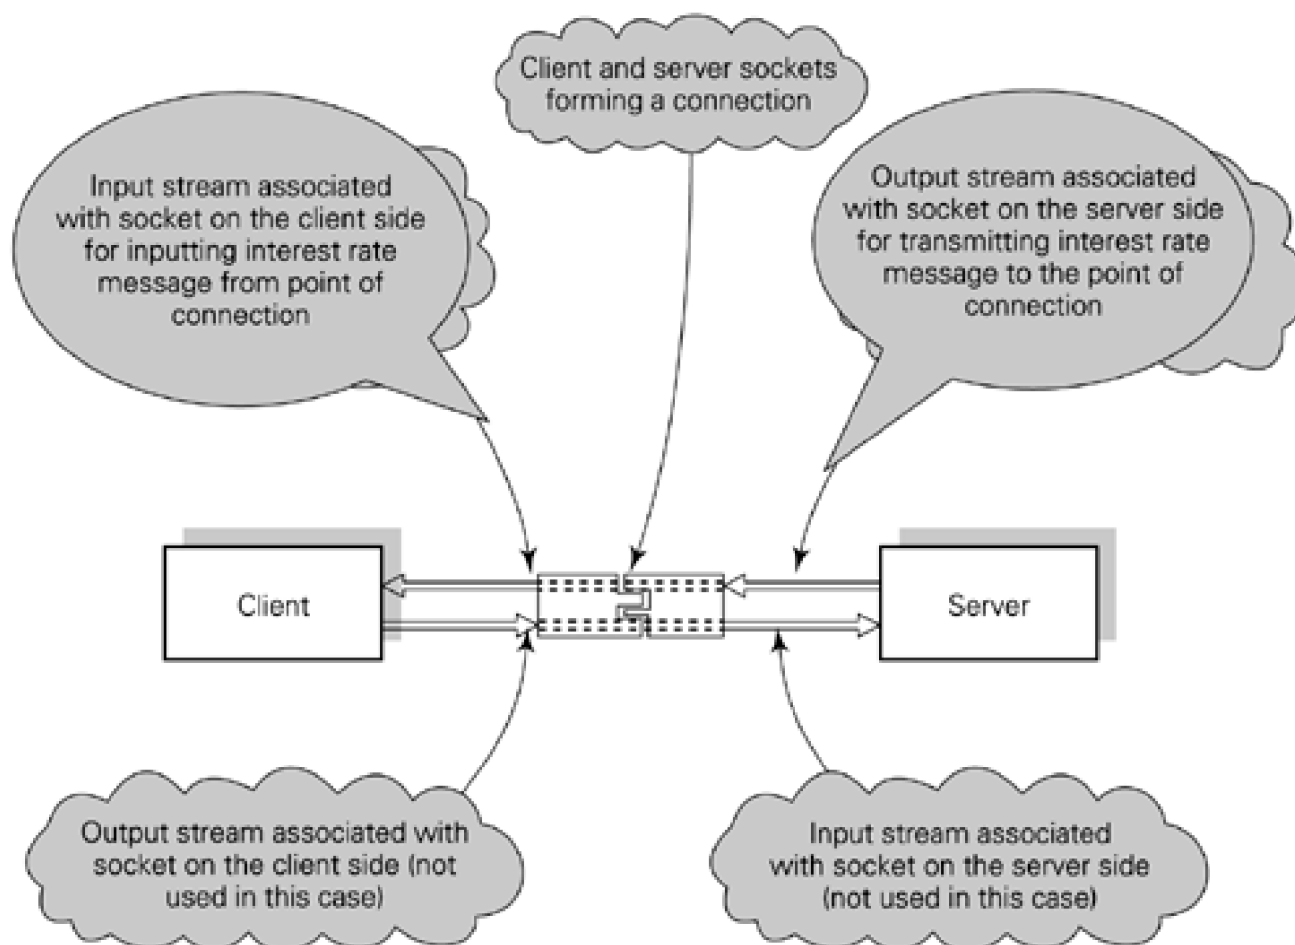 Client and server sockets
forming a connection
Input stream associated
with socket on the client side
for inputting interest rate
message from point of
connection
Output stream associated
with socket on the server side
for transmitting interest rate
message to the point of
connection
Client
Server
Output stream associated with
socket on the client side (not
used in this case)
Input stream associated
with socket on the server side
(not used in this case)